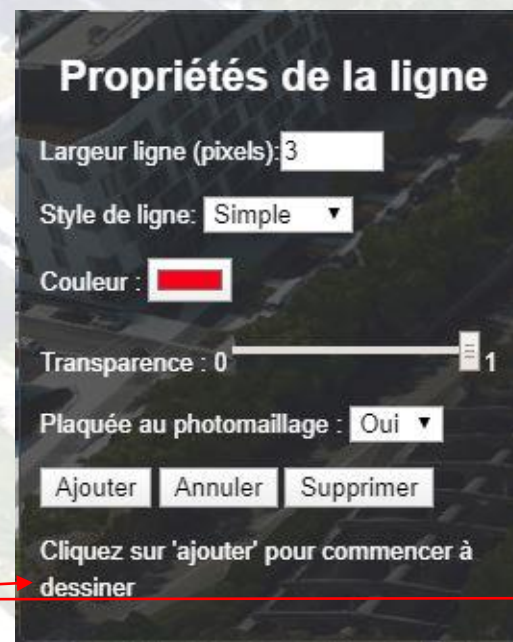 Propriétés de la ligne
Largeur ligne (pixels): 3
Style de ligne: Simple
Couleur :
Transparence : 0 1
Plaquée au photomaillage : Oui
Ajouter Annuler Supprimer
Cliquez sur 'ajouter' pour commencer à
dessiner